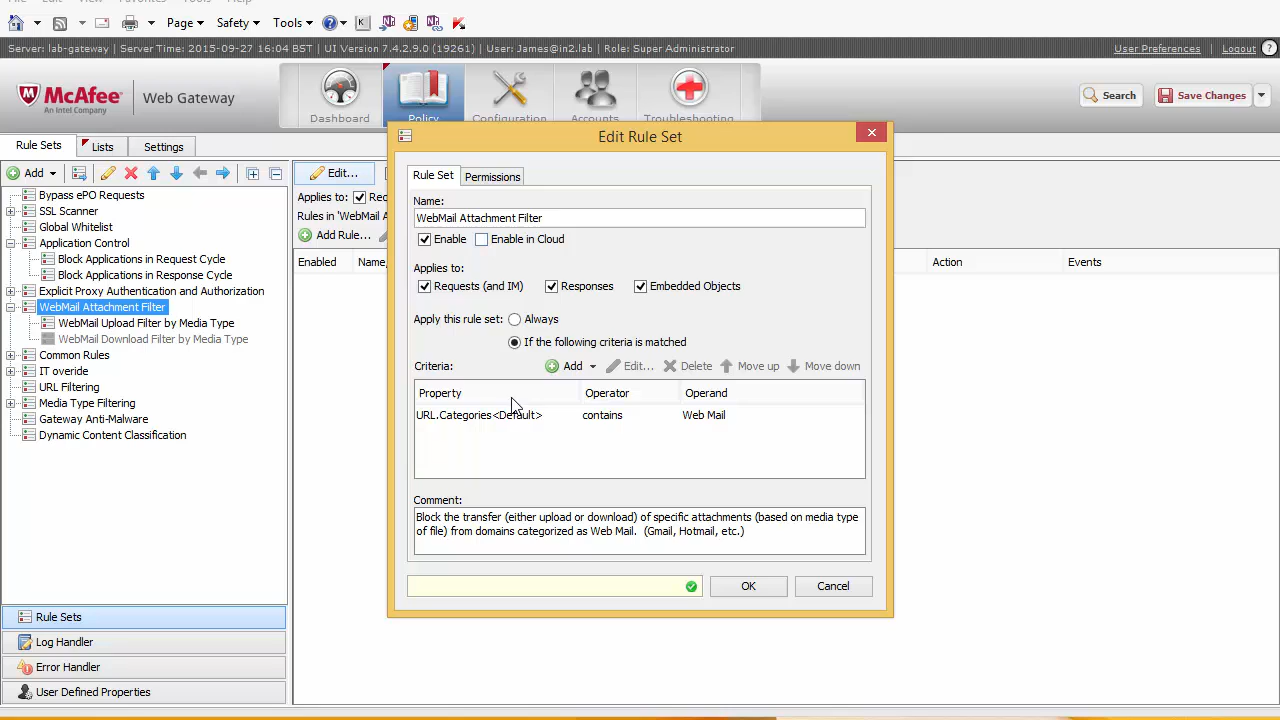 Page Safety Tools
Server: lab-gateway | Server Time: 2015-09-27 16:04 BST | UI Version 7.4.2.9.0 (19261) | User: James@in2.lab | Role: Super Administrator
User Preferences Logout
McAfee
An Intel Company
Web Gateway
Dashboard Policy Configuration Accounts Troubleshooting
Search
Save Changes
Rule Sets Lists Settings
Add
Bypass ePO Requests
SSL Scanner
Global Whitelist
Application Control
Block Applications in Request Cycle
Block Applications in Response Cycle
Explicit Proxy Authentication and Authorization
WebMail Attachment Filter
WebMail Upload Filter by Media Type
WebMail Download Filter by Media Type
Common Rules
IT overide
URL Filtering
Media Type Filtering
Gateway Anti-Malware
Dynamic Content Classification
Rule Sets
Log Handler
Error Handler
User Defined Properties
Edit...
Applies to: Req
Rules in 'WebMail A
Add Rule...
Enabled Name, Action Events
Edit Rule Set
Rule Set Permissions
Name:
WebMail Attachment Filter
Enable Enable in Cloud
Applies to:
Requests (and IM) Responses Embedded Objects
Apply this rule set: Always
If the following criteria is matched
Criteria: Add Edit... Delete Move up Move down
Property Operator Operand
URL.Categories<Default> contains Web Mail
Comment:
Block the transfer (either upload or download) of specific attachments (based on media type
of file) from domains categorized as Web Mail. (Gmail, Hotmail, etc.)
OK Cancel